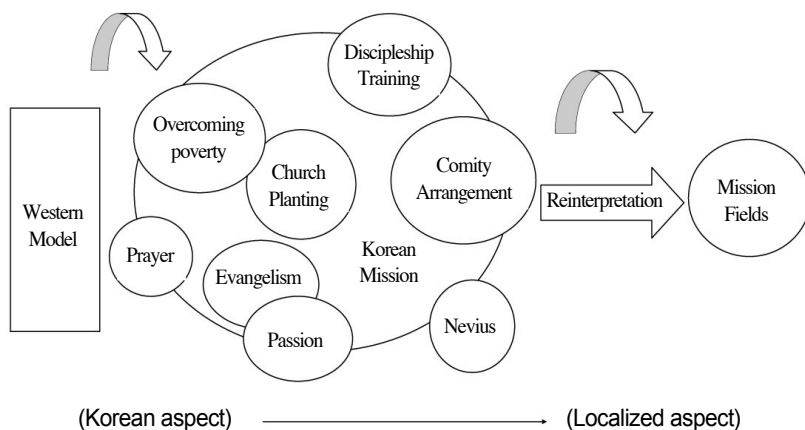 Discipleship
Training
Overcoming
poverty
Church
Planting
Comity
Arrangement
Western
Model
Reinterpretation
Mission
Fields
Prayer
Evangelism
Korean
Mission
Passion
Nevius
(Korean aspect)
(Localized aspect)